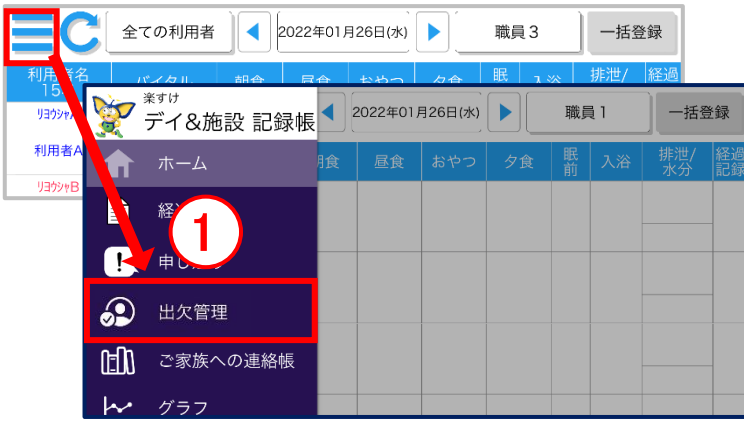 全ての利用者
2022年01月26日(水)
職員3
一括登録
利用者名
バイタル
朝食
昼食
おやつ
夕食
眠
入浴
排泄/
経過
リヨウシャA
利用者A
リヨウシャB
楽すけ
デイ&施設 記録帳
2022年01月26日(水)
職員1
一括登録
ホーム
昼食
おやつ
夕食
眠前
入浴
排泄/
水分
経過
記録
1
出欠管理
ご家族への連絡帳
グラフ